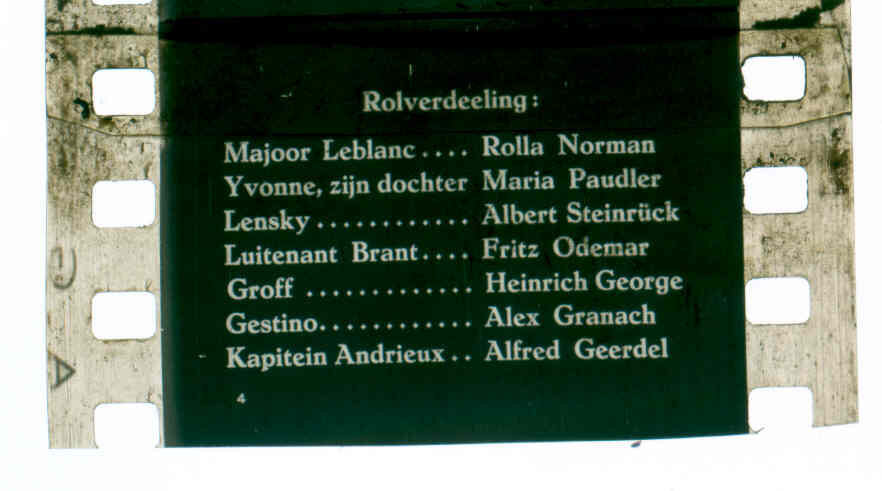 Rolverdeeling:
Majoor Leblanc.... Rolla Norman
Yvonne, zijn dochter Maria Paudler
Lensky ............ Albert Steinrück
Luitenant Brant.... Fritz Odemar
Groff ............. Heinrich George
Gestino............ Alex Granach
Kapitein Andrieux.. Alfred Geerdel
4